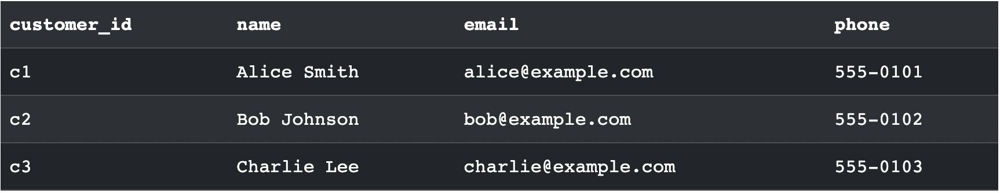 customer_id name email phone
c1 Alice Smith alice@example.com 555-0101
c2 Bob Johnson bob@example.com 555-0102
c3 Charlie Lee charlie@example.com 555-0103